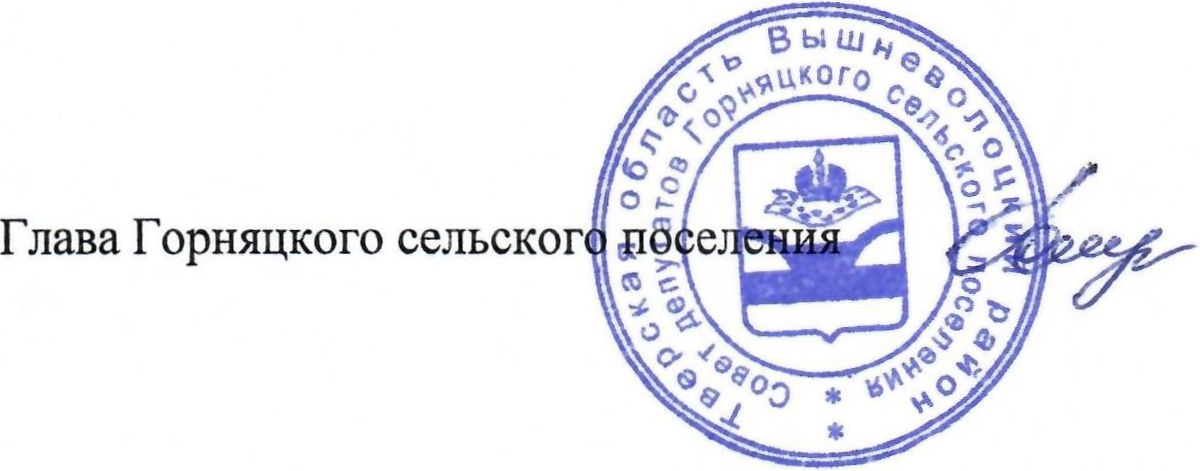 Глава Горняцкого сельского поселения
Тверская область Вышневолоцкий район *
Совет депутатов Горняцкого сельского поселения *